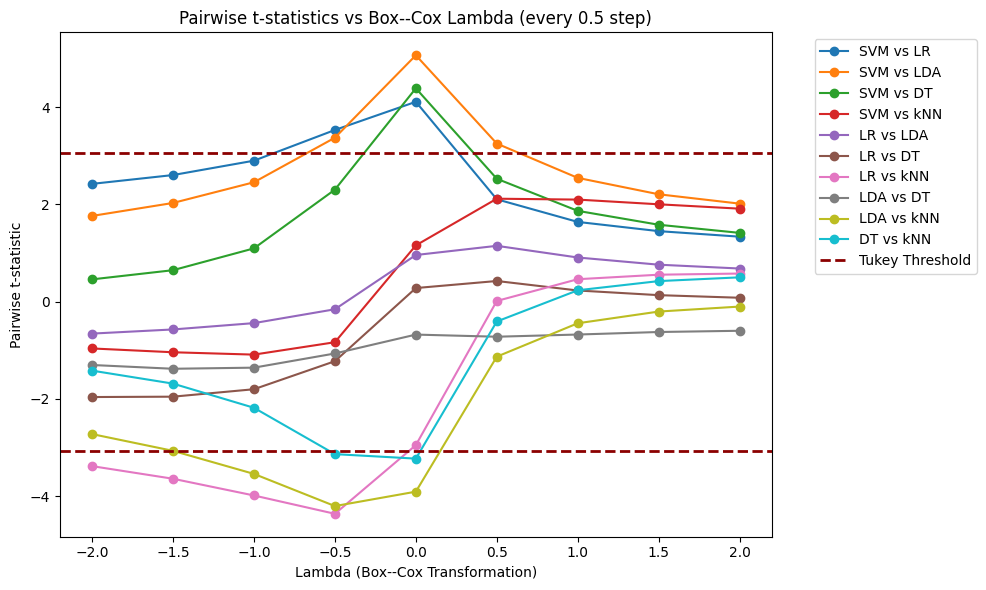 Pairwise t-statistics vs Box--Cox Lambda (every 0.5 step)
Pairwise t-statistic
4
2
0
−2
−4
−2.0 −1.5 −1.0 −0.5 0.0 0.5 1.0 1.5 2.0
Lambda (Box--Cox Transformation)
SVM vs LR
SVM vs LDA
SVM vs DT
SVM vs kNN
LR vs LDA
LR vs DT
LR vs kNN
LDA vs DT
LDA vs kNN
DT vs kNN
Tukey Threshold